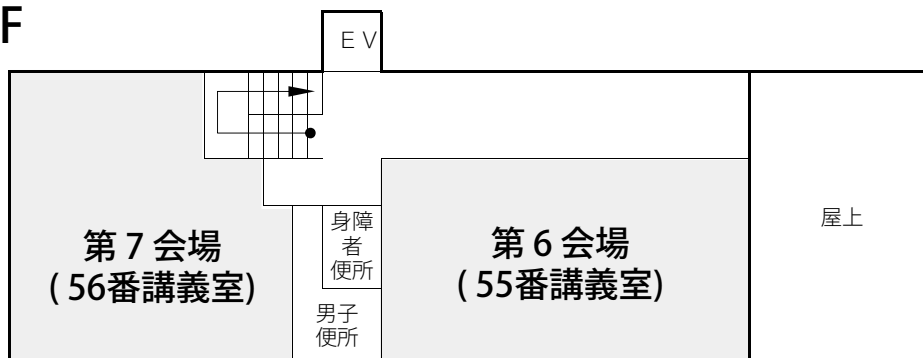 F
ＥＶ
第７会場
( 56番講義室)
身障
者
便所
男子
便所
第６会場
( 55番講義室)
屋上